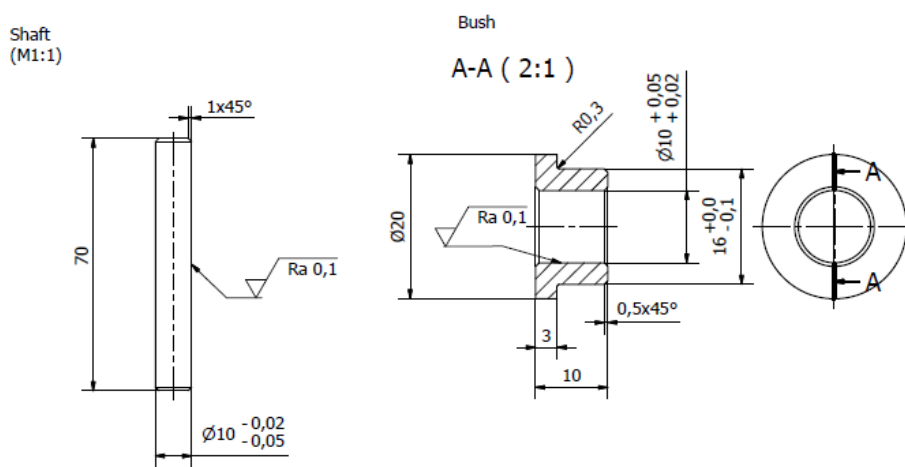 Shaft
(M1:1)
1x45°
70
Ra 0,1
Ø10 - 0,02
- 0,05
Bush
A-A ( 2:1 )
R0,3
Ø10 + 0,05
+ 0,02
Ø20
Ra 0,1
16 +0,0
-0,1
0,5x45°
3
10
A
A